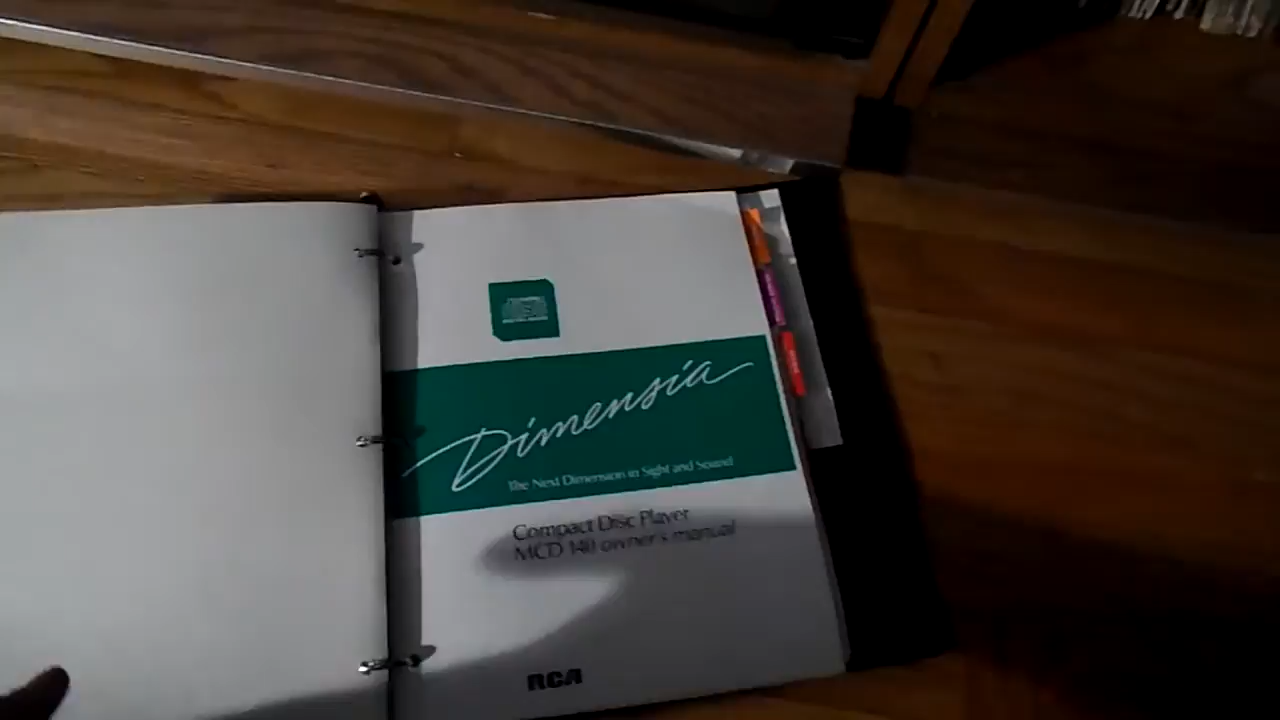 Dimensia
The Next Dimension in Sight and Sound
Compact Disc Player
MCD 140 owner's manual
RCA